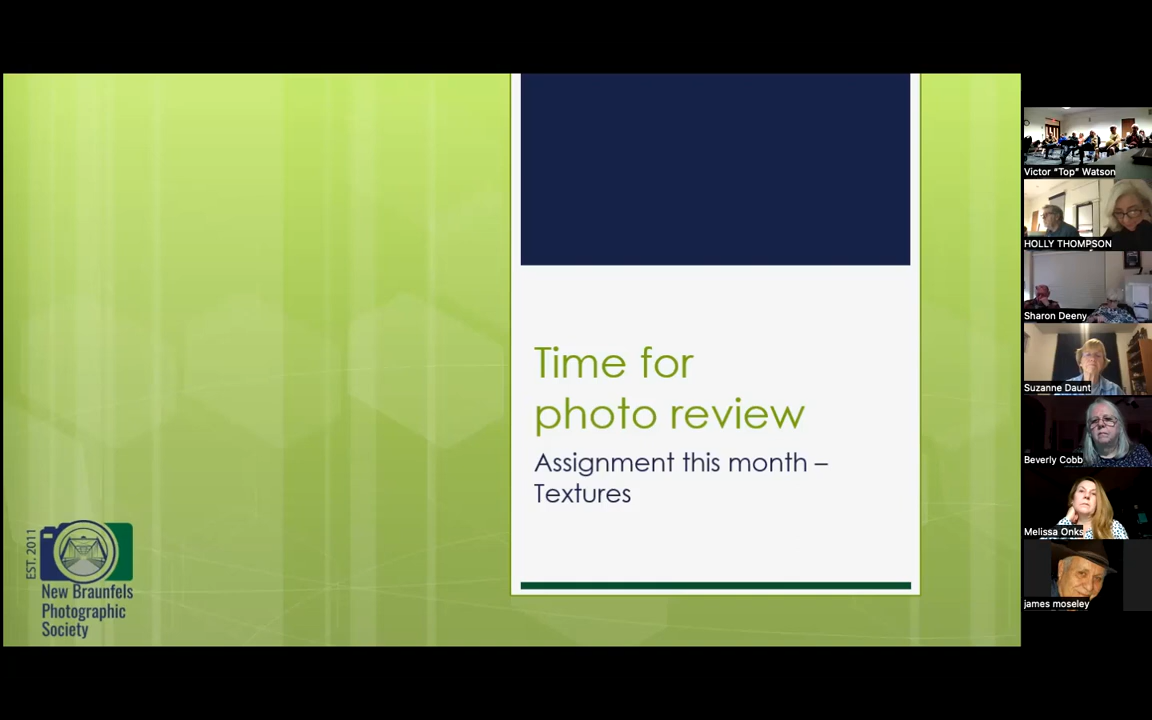 Time for
photo review
Assignment this month –
Textures
EST. 2011
New Braunfels
Photographic
Society
Victor "Top" Watson
HOLLY THOMPSON
Sharon Deeny
Suzanne Daunt
Beverly Cobb
Melissa Onks
james moseley